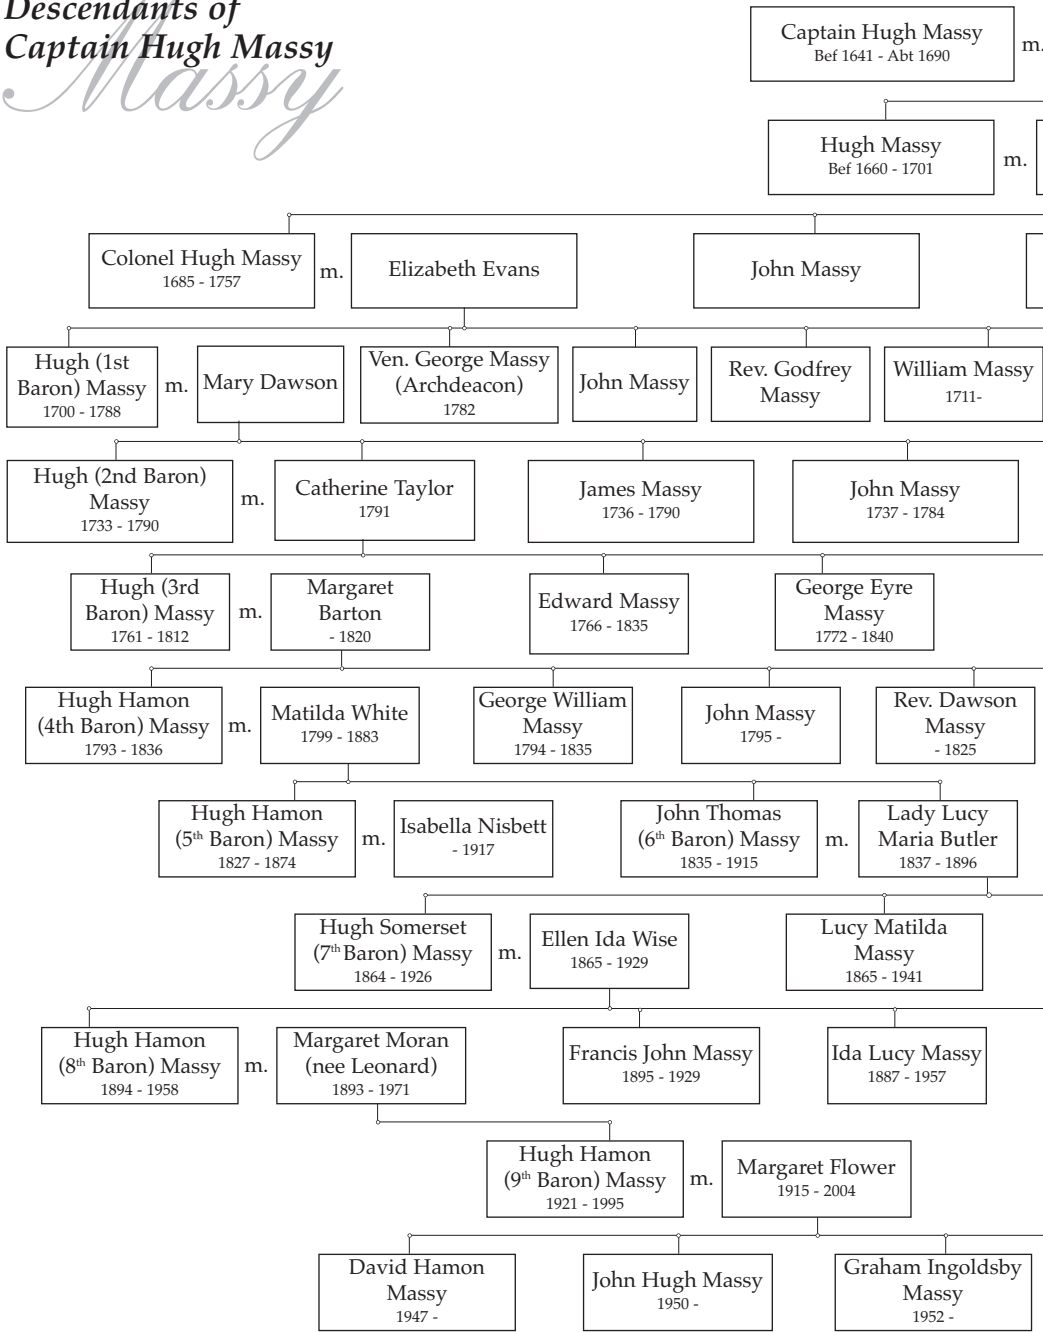 Descendants of
Captain Hugh Massy
Massy
Captain Hugh Massy
Bef 1641 - Abt 1690
m.
Hugh Massy
Bef 1660 - 1701
m.
Colonel Hugh Massy
1685 - 1757
m.
Elizabeth Evans
John Massy
Hugh (1st
Baron) Massy
1700 - 1788
m.
Mary Dawson
Ven. George Massy
(Archdeacon)
1782
John Massy
Rev. Godfrey
Massy
William Massy
1711-
Hugh (2nd Baron)
Massy
1733 - 1790
m.
Catherine Taylor
1791
James Massy
1736 - 1790
John Massy
1737 - 1784
Hugh (3rd
Baron) Massy
1761 - 1812
m.
Margaret
Barton
- 1820
Edward Massy
1766 - 1835
George Eyre
Massy
1772 - 1840
Hugh Hamon
(4th Baron) Massy
1793 - 1836
m.
Matilda White
1799 - 1883
George William
Massy
1794 - 1835
John Massy
1795 -
Rev. Dawson
Massy
- 1825
Hugh Hamon
(5th Baron) Massy
1827 - 1874
m.
Isabella Nisbett
- 1917
John Thomas
(6th Baron) Massy
1835 - 1915
m.
Lady Lucy
Maria Butler
1837 - 1896
Hugh Somerset
(7th Baron) Massy
1864 - 1926
m.
Ellen Ida Wise
1865 - 1929
Lucy Matilda
Massy
1865 - 1941
Hugh Hamon
(8th Baron) Massy
1894 - 1958
m.
Margaret Moran
(nee Leonard)
1893 - 1971
Francis John Massy
1895 - 1929
Ida Lucy Massy
1887 - 1957
Hugh Hamon
(9th Baron) Massy
1921 - 1995
m.
Margaret Flower
1915 - 2004
David Hamon
Massy
1947 -
John Hugh Massy
1950 -
Graham Ingoldsby
Massy
1952 -